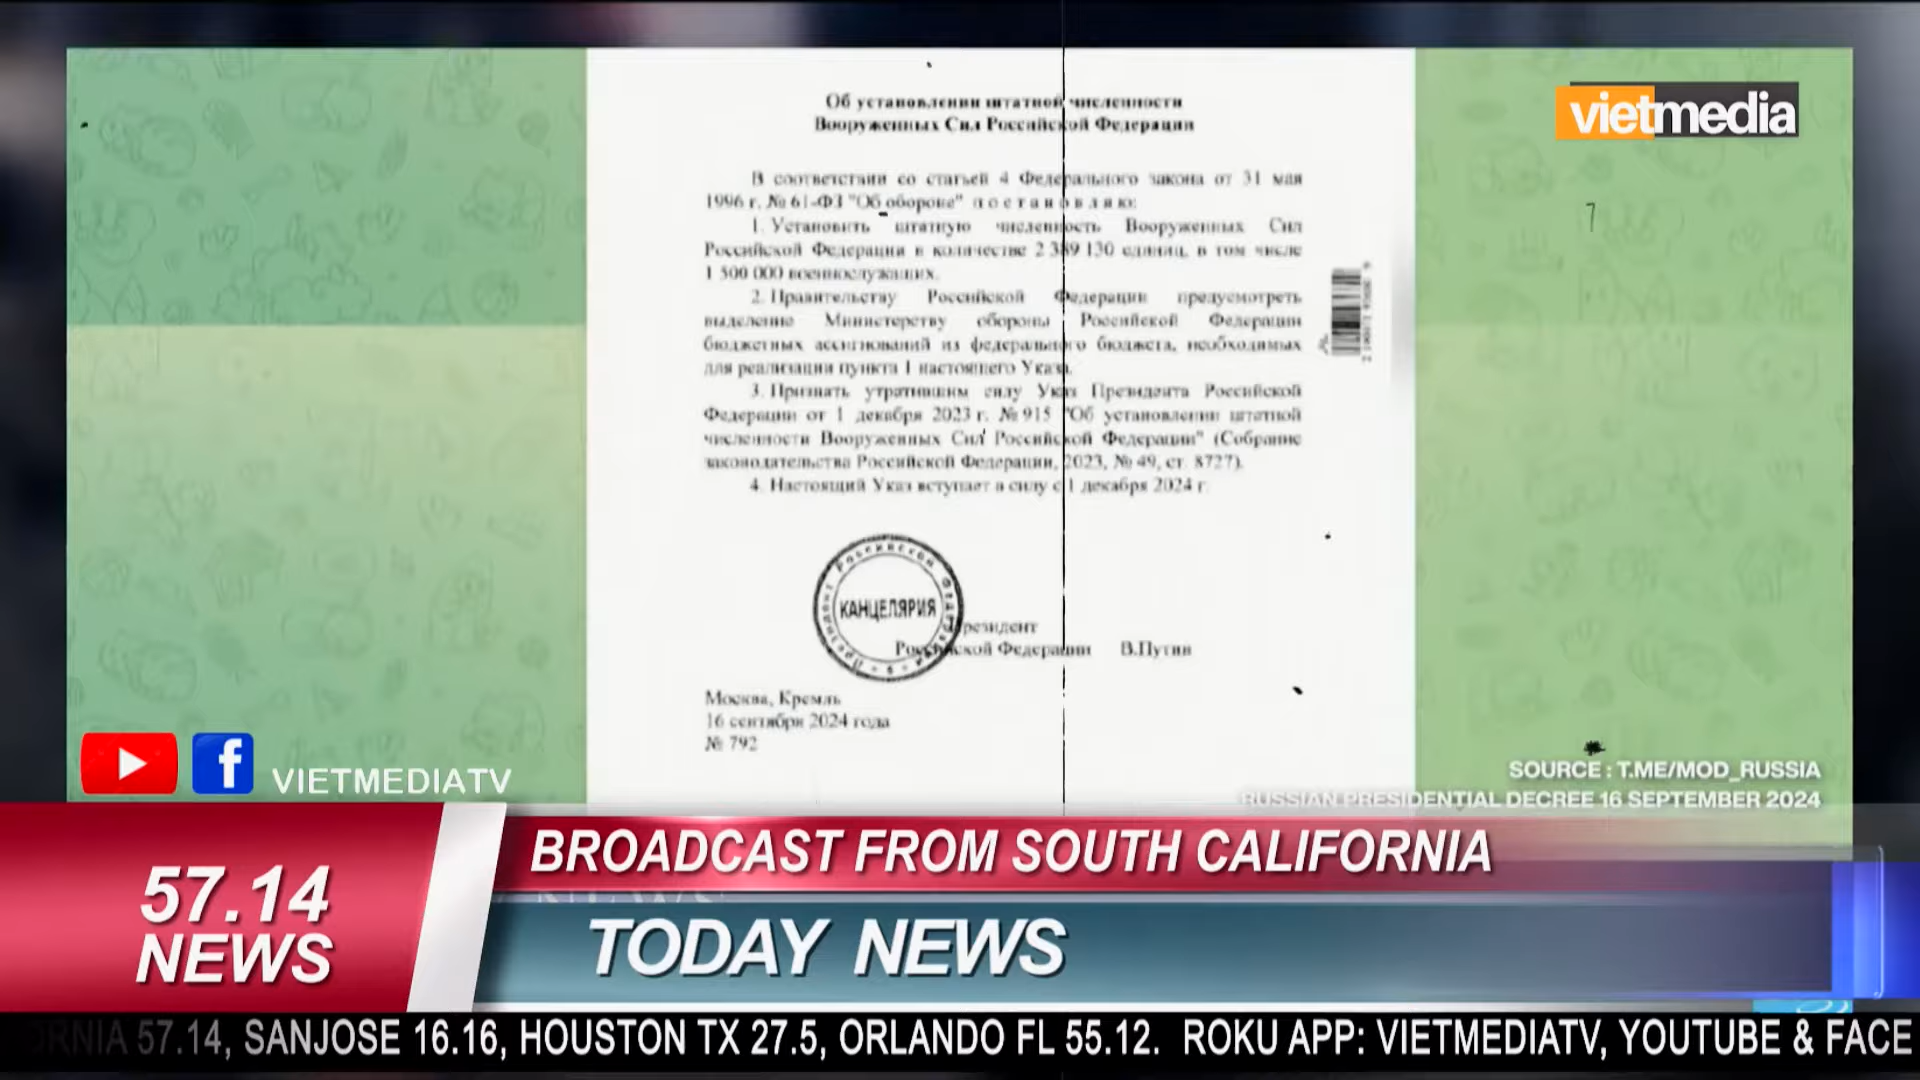 Об установлении штатной численности
Вооруженных Сил Российской Федерации
vietmedia
В соответствии со статьей 4 Федерального закона от 31 мая
1996 г. № 61-ФЗ "Об обороне" постановляю:
1. Установить штатную численность Вооруженных Сил
Российской Федерации в количестве 2 389 130 единиц, в том числе
1 500 000 военнослужащих.
2. Правительству Российской Федерации предусмотреть
выделение Министерству обороны Российской Федерации
бюджетных ассигнований из федерального бюджета, необходимых
для реализации пункта 1 настоящего Указа.
3. Признать утратившим силу Указ Президента Российской
Федерации от 1 декабря 2023 г. № 915 "Об установлении штатной
численности Вооруженных Сил Российской Федерации" (Собрание
законодательства Российской Федерации, 2023, № 49, ст. 8727).
4. Настоящий Указ вступает в силу с 1 декабря 2024 г.
КАНЦЕЛЯРИЯ
Президент Российской Федерации
Президент
Российской Федерации В.Путин
Москва, Кремль
16 сентября 2024 года
№ 792
VIETMEDIATV
SOURCE : T.ME/MOD_RUSSIA
RUSSIAN PRESIDENTIAL DECREE 16 SEPTEMBER 2024
BROADCAST FROM SOUTH CALIFORNIA
57.14
NEWS
TODAY NEWS
ORNIA 57.14, SANJOSE 16.16, HOUSTON TX 27.5, ORLANDO FL 55.12. ROKU APP: VIETMEDIATV, YOUTUBE & FACE